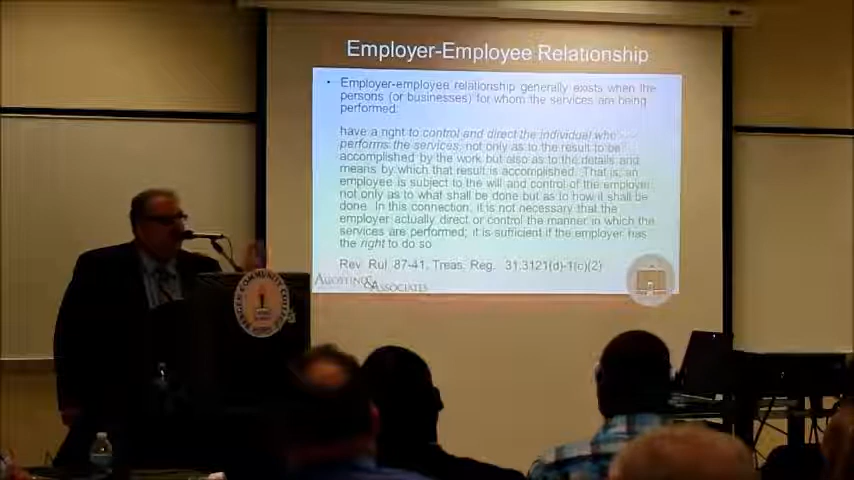 Employer-Employee Relationship
• Employer-employee relationship generally exists when the
persons (or businesses) for whom the services are being
performed:
have a right to control and direct the individual who
performs the services, not only as to the result to be
accomplished by the work but also as to the details and
means by which that result is accomplished. That is, an
employee is subject to the will and control of the employer
not only as to what shall be done but as to how it shall be
done. In this connection, it is not necessary that the
employer actually direct or control the manner in which the
services are performed; it is sufficient if the employer has
the right to do so
Rev. Rul. 87-41, Treas. Reg. 31.3121(d)-1(c)(2)
AGOSTINO
& ASSOCIATES
BERGEN COMMUNITY COLLEGE